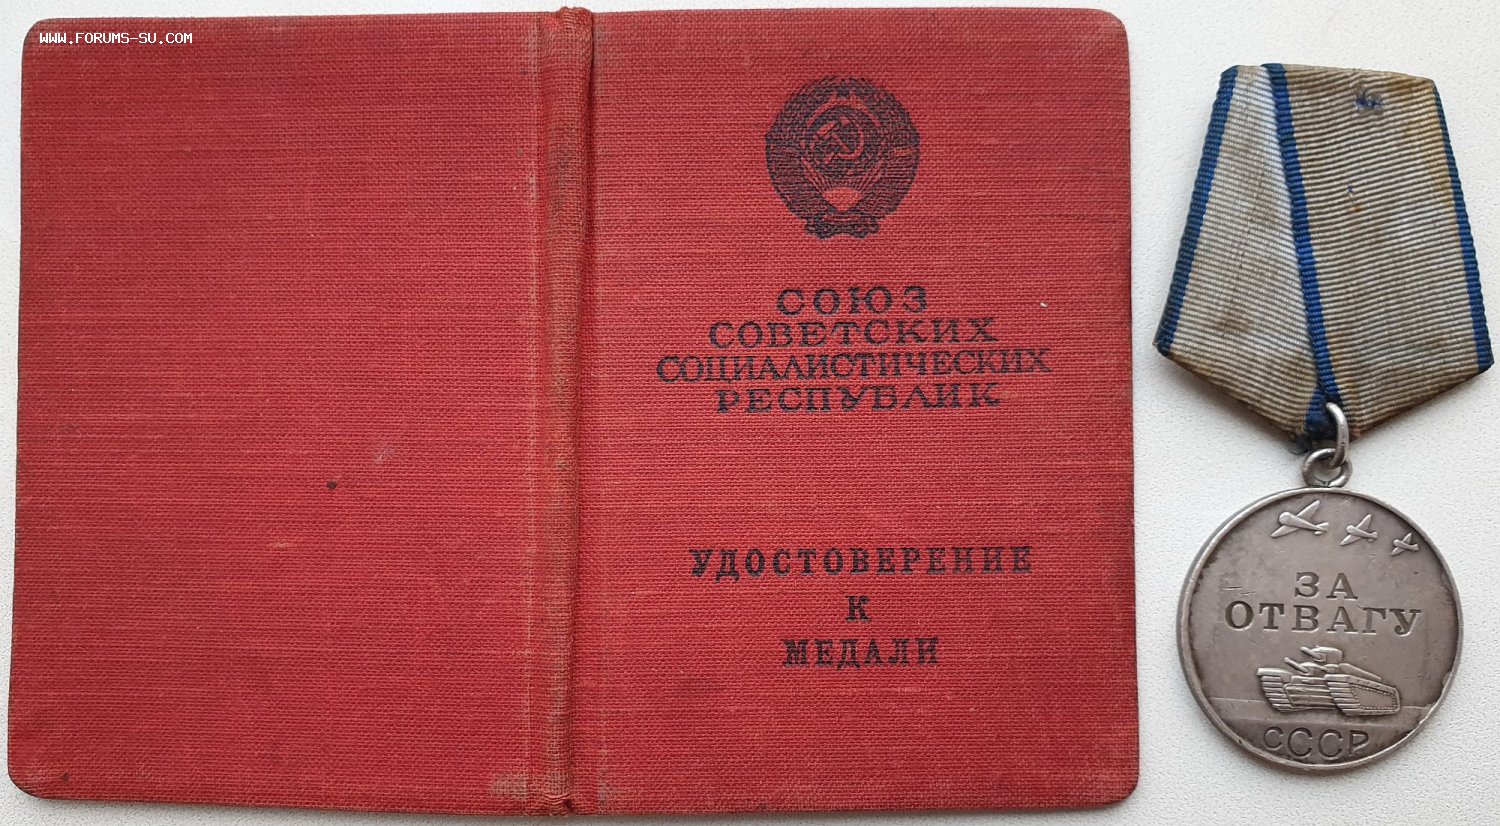 WWW.FORUMS-SU.COM
СОЮЗ
СОВЕТСКИХ
СОЦИАЛИСТИЧЕСКИХ
РЕСПУБЛИК
УДОСТОВЕРЕНИЕ
К
МЕДАЛИ
ЗА
ОТВАГУ
СССР